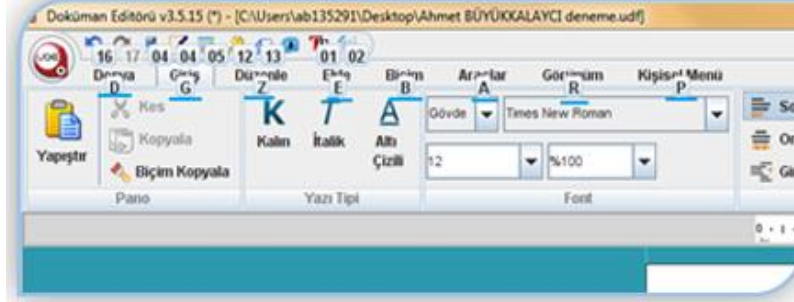 Doküman Editörü v3.5.15 (*) - [C:\Users\ab135291\Desktop\Ahmet BÜYÜKKALAYCI deneme.udf]
16 17 04 04 05 12 13 01 02
Dosya Giriş Düzenle Ekle Biçim Araçlar Görünüm Kişisel Menü
D G Z E B A R P
Yapıştır
Kes
Kopyala
Biçim Kopyala
Pano
K T A
Kalın İtalik Altı Çizili
Yazı Tipi
Gövde Times New Roman
12 %100
Font